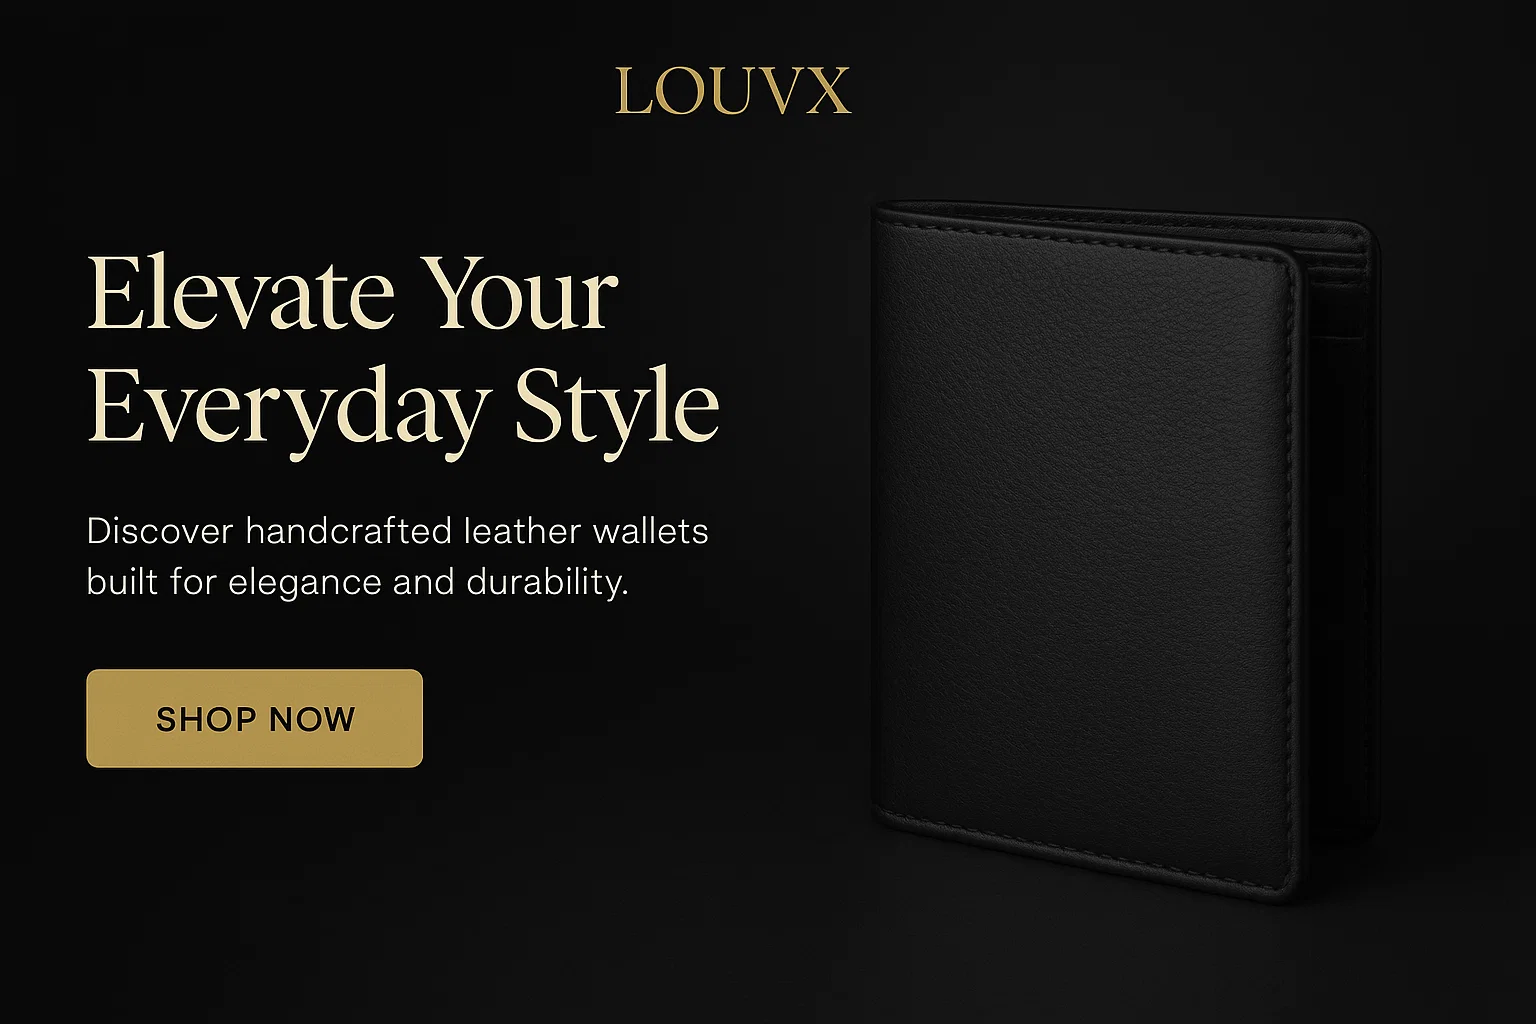 LOUVX
Elevate Your
Everyday Style
Discover handcrafted leather wallets
built for elegance and durability.
SHOP NOW